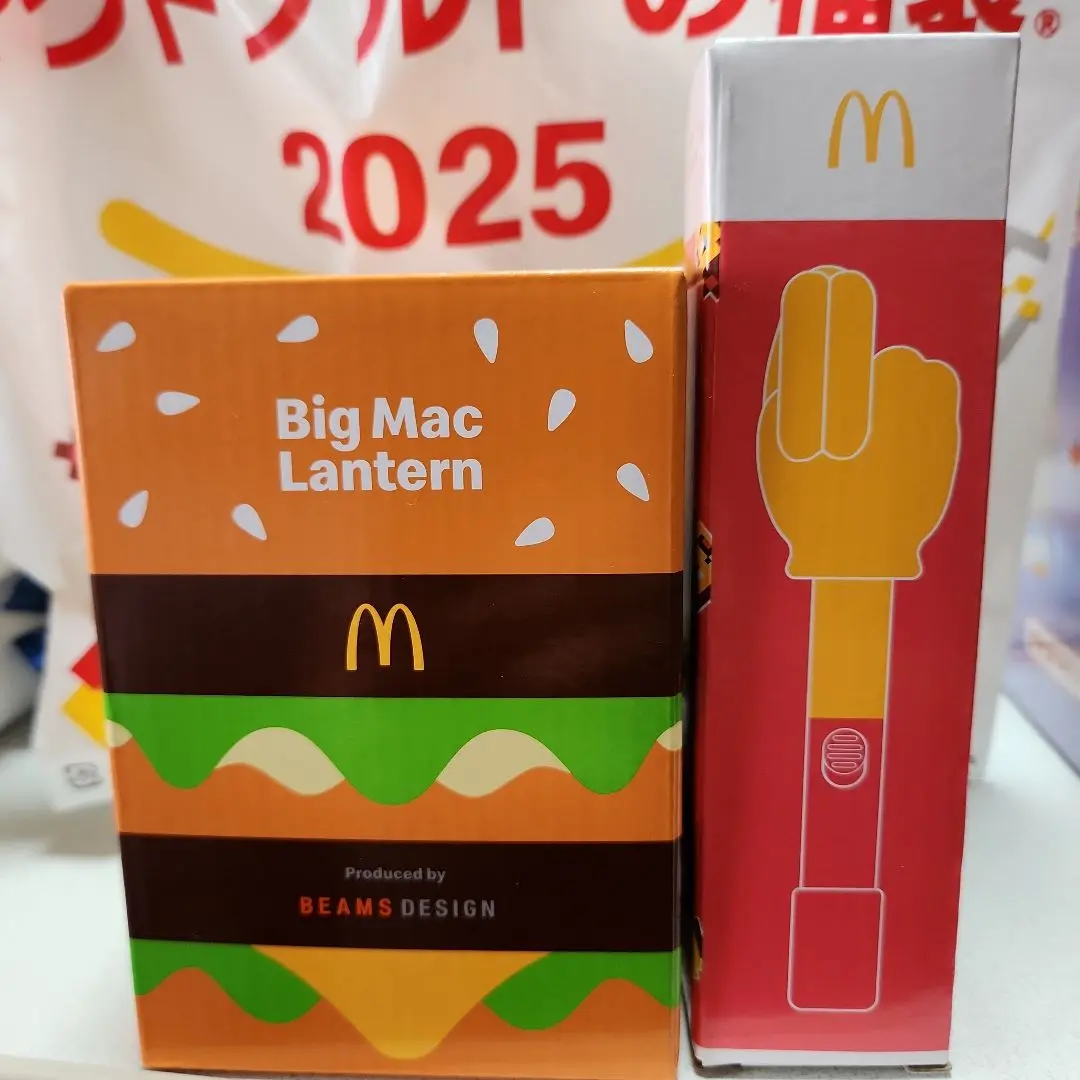 の福袋®
2025
Big Mac
Lantern
Produced by
BEAMS DESIGN